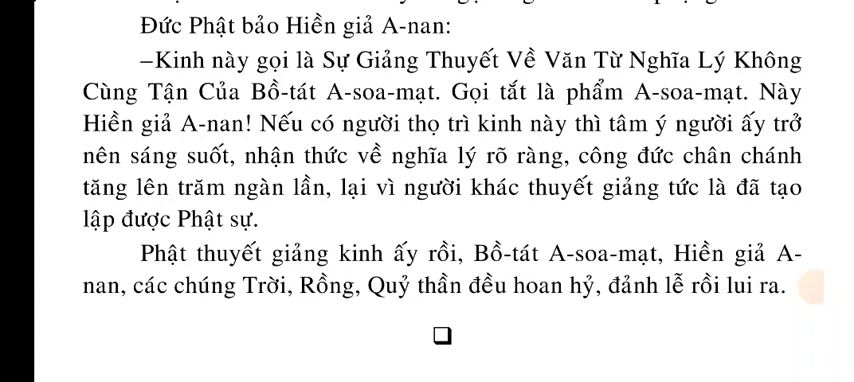 Đức Phật bảo Hiền giả A-nan:
–Kinh này gọi là Sự Giảng Thuyết Về Văn Từ Nghĩa Lý Không
Cùng Tận Của Bồ-tát A-soa-mạt. Gọi tắt là phẩm A-soa-mạt. Này
Hiền giả A-nan! Nếu có người thọ trì kinh này thì tâm ý người ấy trở
nên sáng suốt, nhận thức về nghĩa lý rõ ràng, công đức chân chánh
tăng lên trăm ngàn lần, lại vì người khác thuyết giảng tức là đã tạo
lập được Phật sự.
Phật thuyết giảng kinh ấy rồi, Bồ-tát A-soa-mạt, Hiền giả A-
nan, các chúng Trời, Rồng, Quỷ thần đều hoan hỷ, đảnh lễ rồi lui ra.